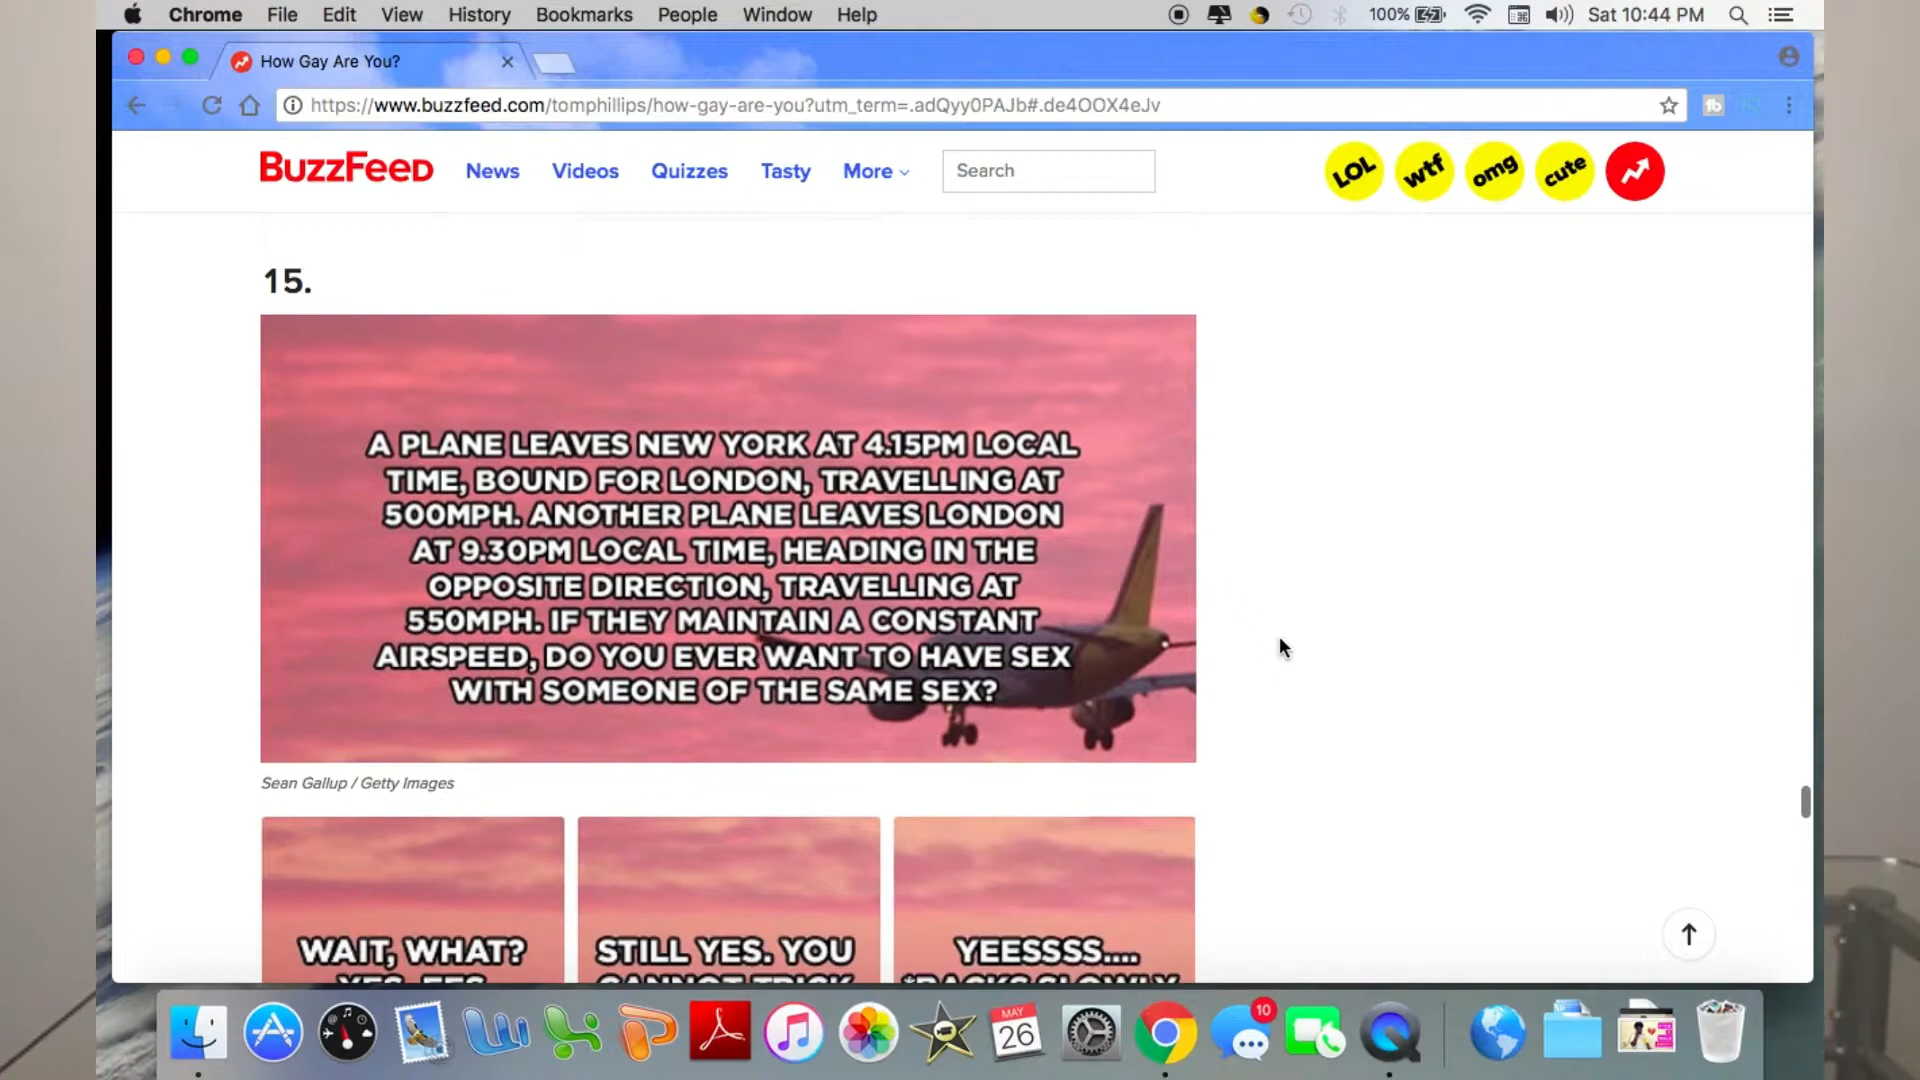 Chrome File Edit View History Bookmarks People Window Help
100% Sat 10:44 PM
How Gay Are You?
https://www.buzzfeed.com/tomphillips/how-gay-are-you?utm_term=.adQyy0PAJb#.de4OOX4eJv
BuzzFeed News Videos Quizzes Tasty More Search LOL wtf omg cute
15.
A PLANE LEAVES NEW YORK AT 4.15PM LOCAL
TIME, BOUND FOR LONDON, TRAVELLING AT
500MPH. ANOTHER PLANE LEAVES LONDON
AT 9.30PM LOCAL TIME, HEADING IN THE
OPPOSITE DIRECTION, TRAVELLING AT
550MPH. IF THEY MAINTAIN A CONSTANT
AIRSPEED, DO YOU EVER WANT TO HAVE SEX
WITH SOMEONE OF THE SAME SEX?
Sean Gallup / Getty Images
WAIT, WHAT?
STILL YES. YOU
CANNOT TRICK
YEESSSS....
*BACKS SLOWLY
MAY
26
10